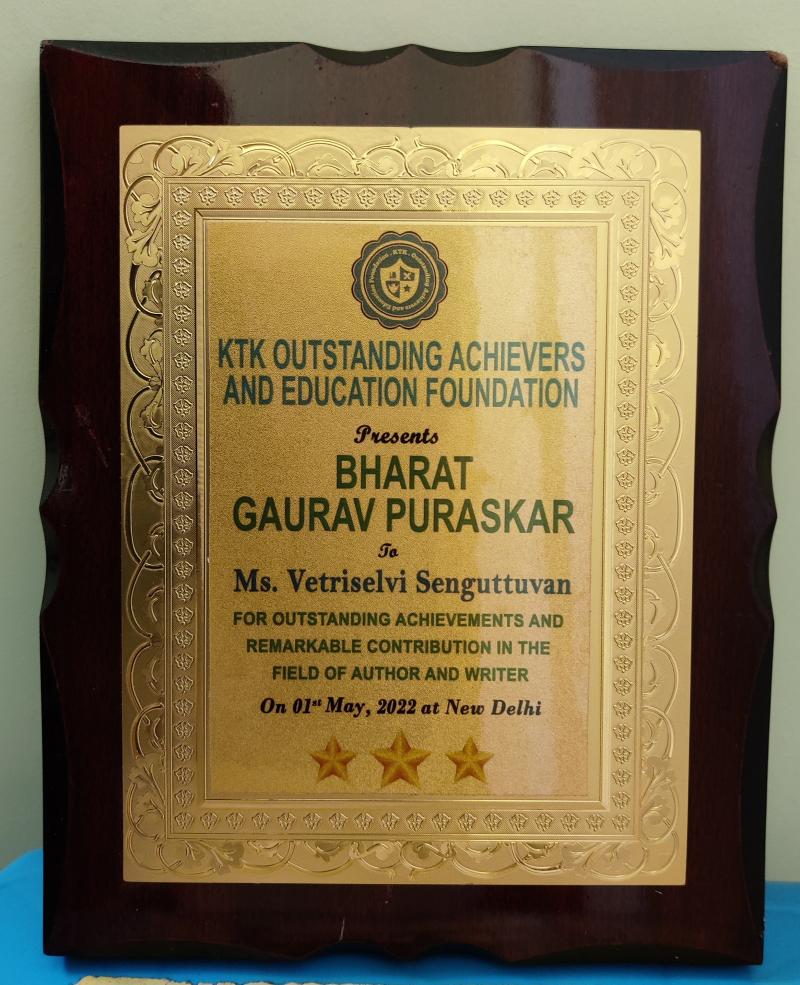 KTK OUTSTANDING ACHIEVERS
AND EDUCATION FOUNDATION
Presents
BHARAT
GAURAV PURASKAR
To
Ms. Vetriselvi Senguttuvan
FOR OUTSTANDING ACHIEVEMENTS AND
REMARKABLE CONTRIBUTION IN THE
FIELD OF AUTHOR AND WRITER
On 01st May, 2022 at New Delhi